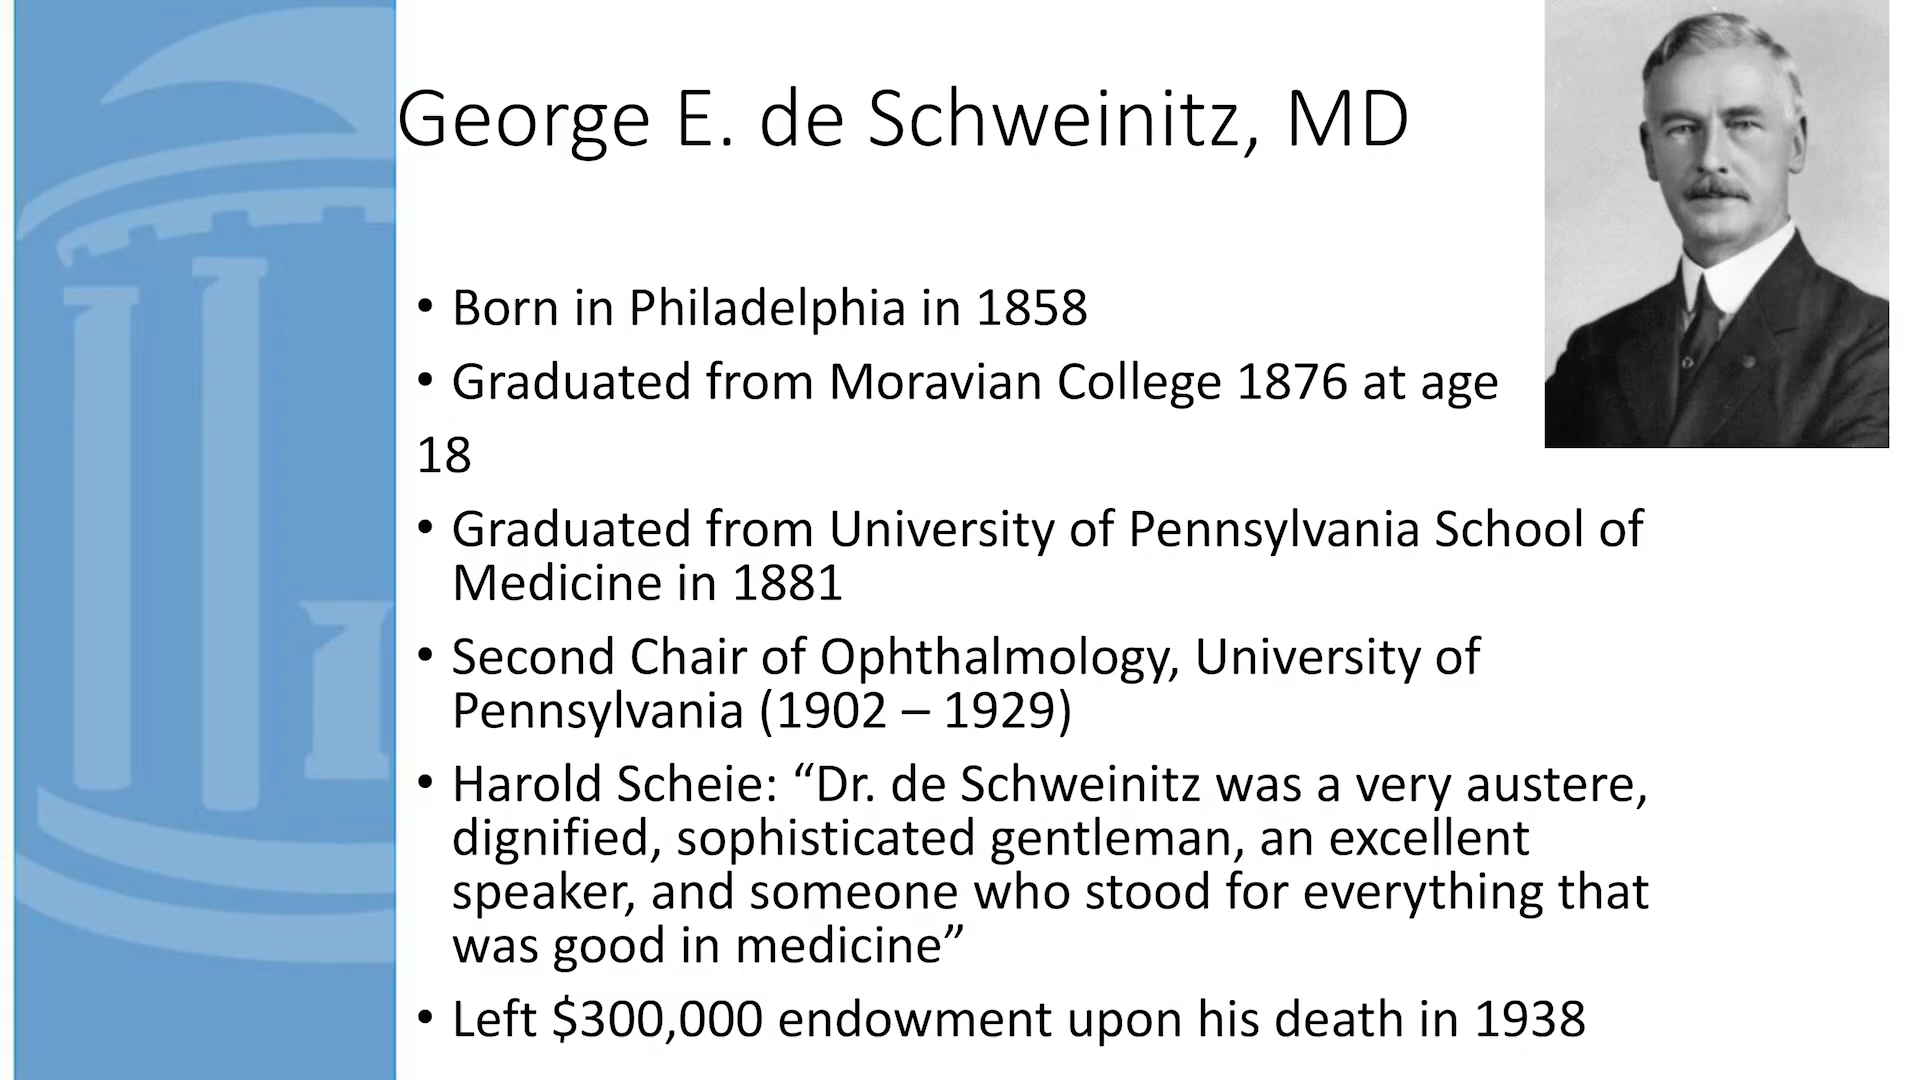 George E. de Schweinitz, MD
• Born in Philadelphia in 1858
• Graduated from Moravian College 1876 at age
18
• Graduated from University of Pennsylvania School of
Medicine in 1881
• Second Chair of Ophthalmology, University of
Pennsylvania (1902 – 1929)
• Harold Scheie: “Dr. de Schweinitz was a very austere,
dignified, sophisticated gentleman, an excellent
speaker, and someone who stood for everything that
was good in medicine”
• Left $300,000 endowment upon his death in 1938